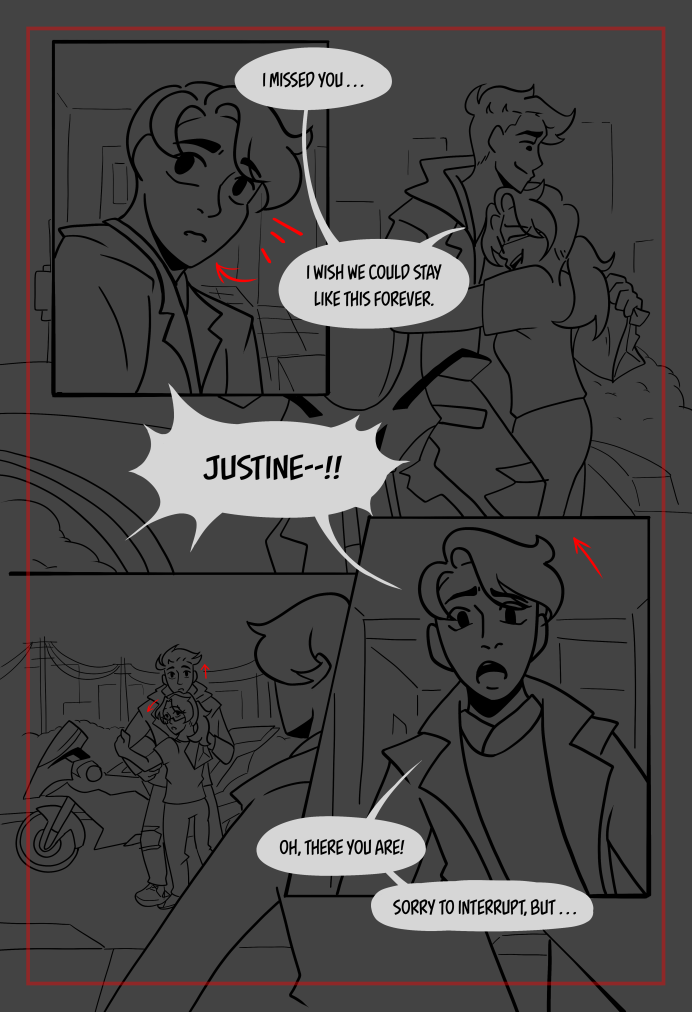 I MISSED YOU . . .
I WISH WE COULD STAY
LIKE THIS FOREVER.
JUSTINE--!!
OH, THERE YOU ARE!
SORRY TO INTERRUPT, BUT . . .